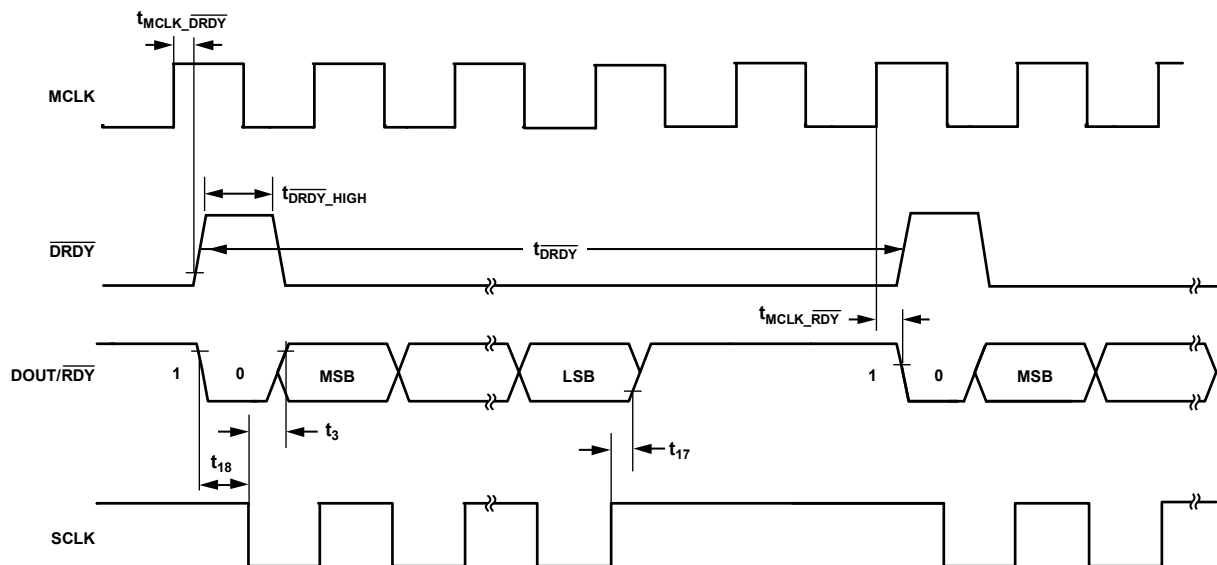 tMCLK_DRDY
MCLK
tDRDY_HIGH
DRDY
tDRDY
tMCLK_RDY
DOUT/RDY
1 0 MSB LSB 1 0 MSB
t3
t17
t18
SCLK